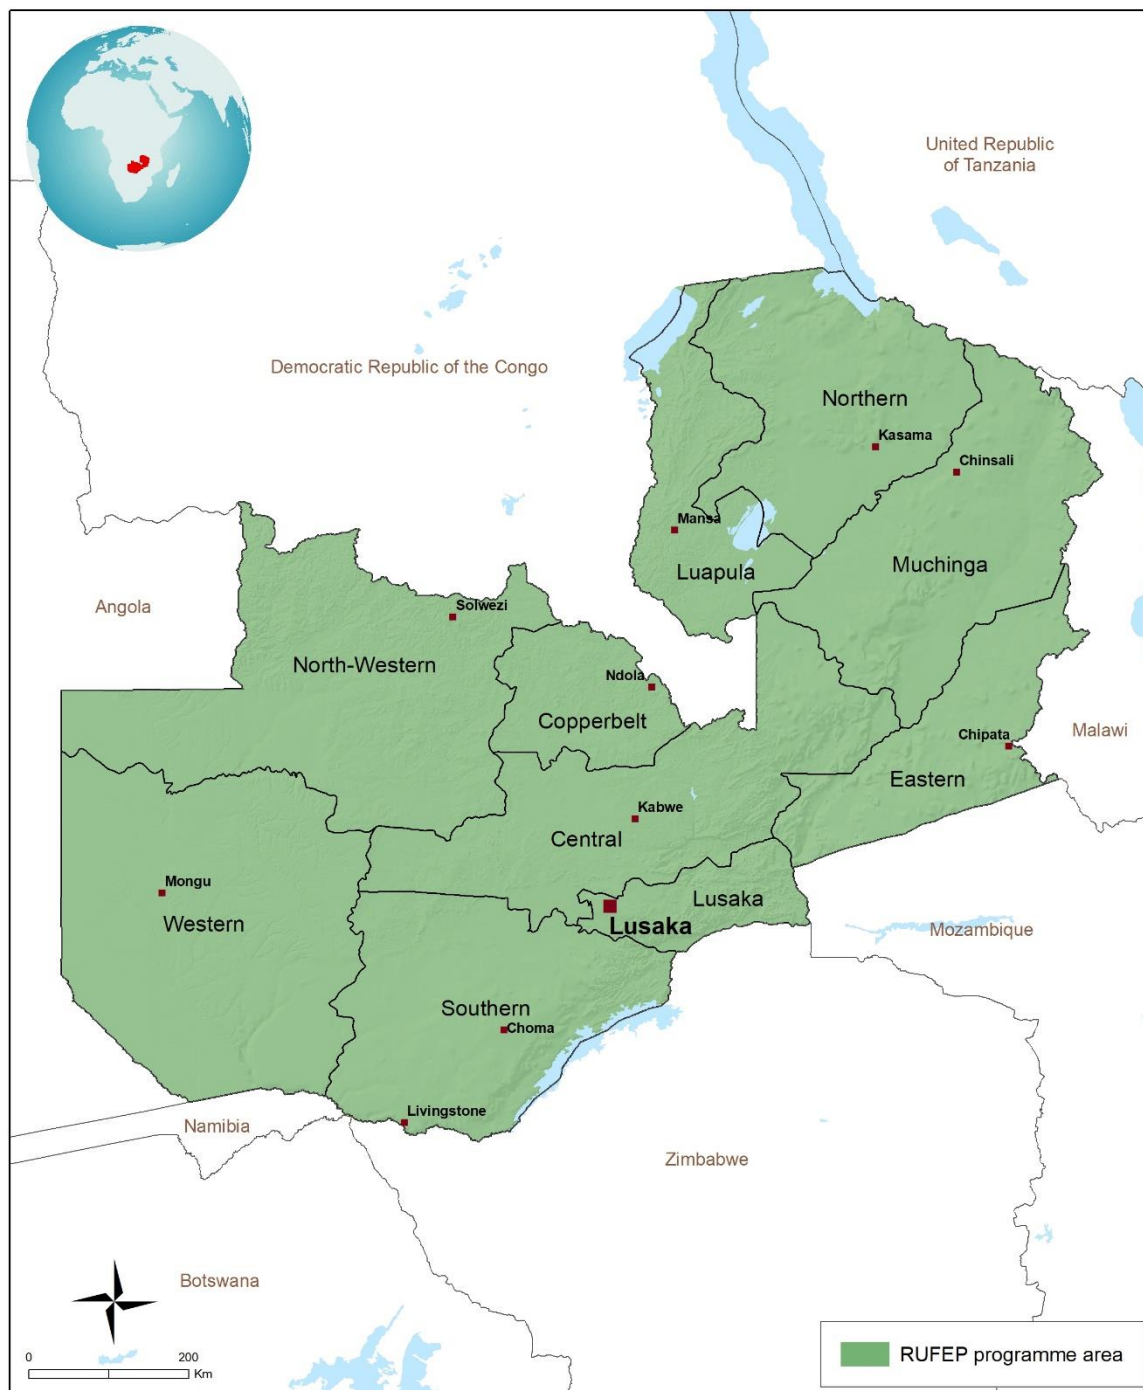 United Republic
of Tanzania
Democratic Republic of the Congo
Northern
Kasama
Chinsali
Mansa
Luapula
Muchinga
Angola
Solwezi
North-Western
Ndola
Copperbelt
Chipata
Malawi
Eastern
Kabwe
Central
Mongu
Western
Lusaka
Lusaka
Mozambique
Southern
Choma
Livingstone
Namibia
Zimbabwe
Botswana
0 200
Km
RUFEP programme area